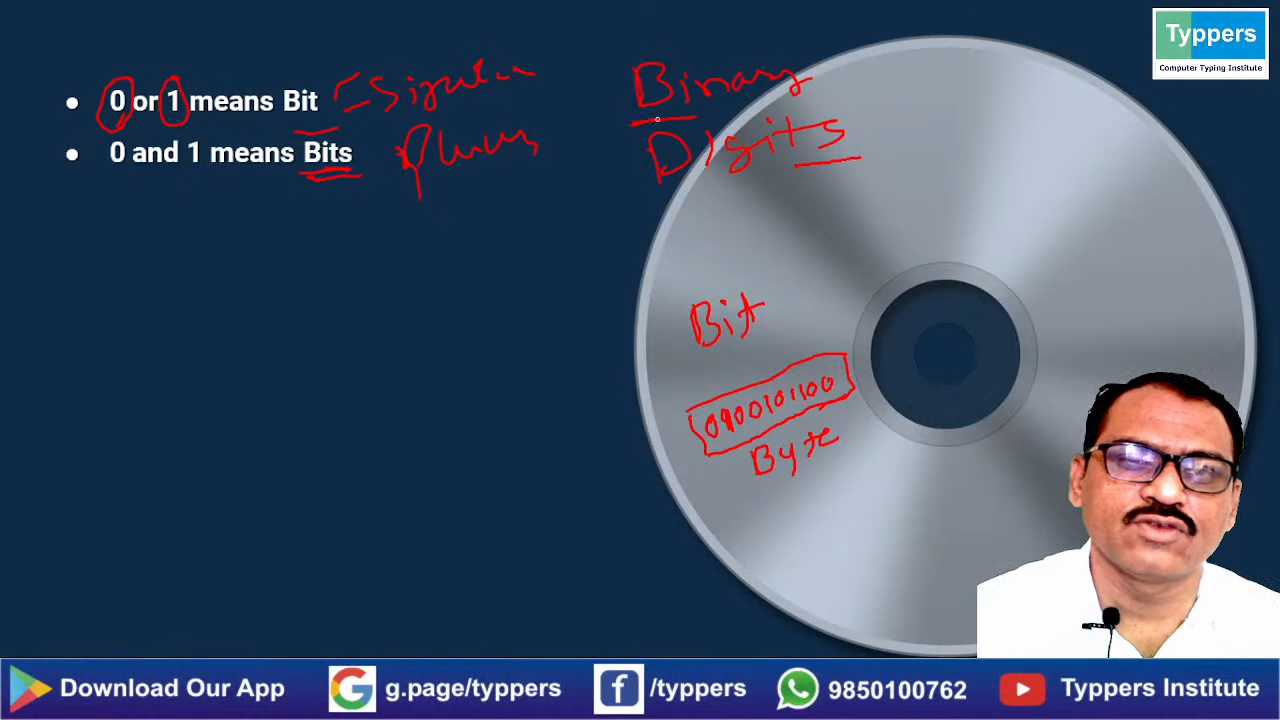 Typpers
Computer Typing Institute
0 or 1 means Bit
Binary
0 and 1 means Bits
Digits
Bit
Byte
Download Our App
g.page/typpers
/typpers
9850100762
Typpers Institute